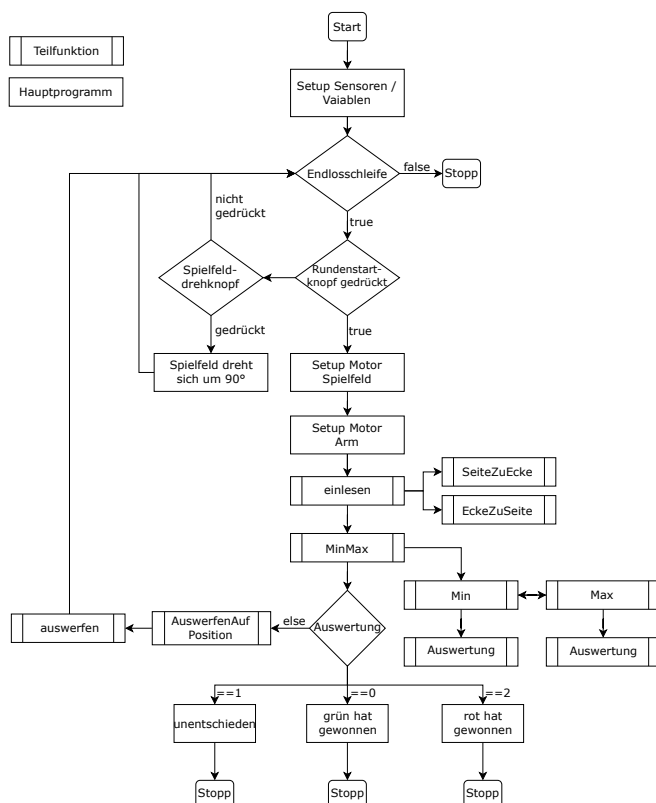 Start
Teilfunktion
Hauptprogramm
Setup Sensoren /
Vaiablen
Endlosschleife
false
Stopp
true
nicht
gedrückt
Spielfeld-
drehknopf
Rundenstart-
knopf gedrückt
gedrückt
true
Spielfeld dreht
sich um 90°
Setup Motor
Spielfeld
Setup Motor
Arm
einlesen
SeiteZuEcke
EckeZuSeite
MinMax
Min
Max
auswerfen
AuswerfenAuf
Position
else
Auswertung
Auswertung
Auswertung
==1
==0
==2
unentschieden
grün hat
gewonnen
rot hat
gewonnen
Stopp
Stopp
Stopp